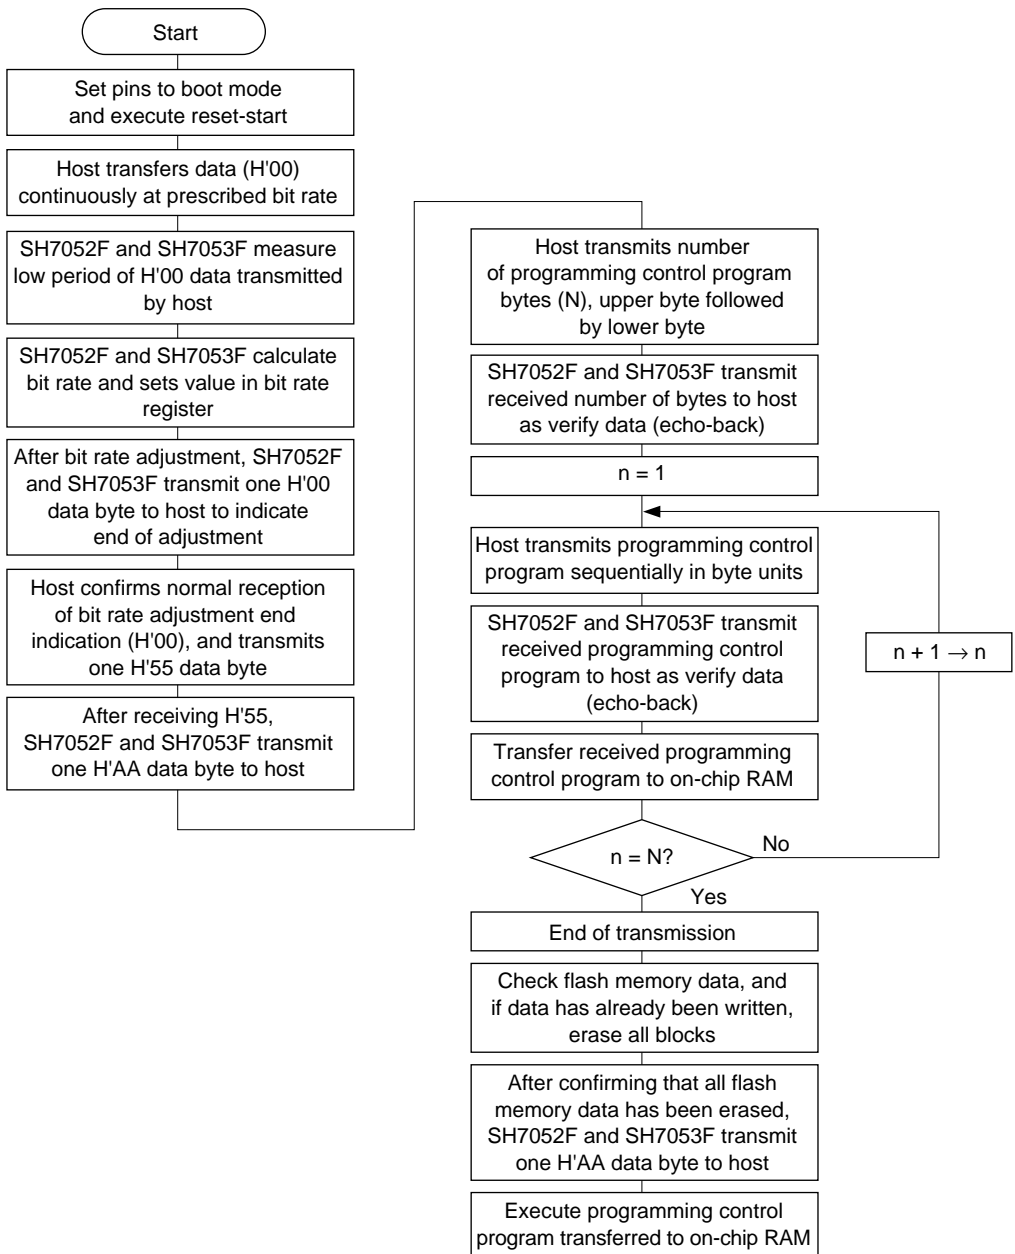 Start
Set pins to boot mode
and execute reset-start
Host transfers data (H'00)
continuously at prescribed bit rate
SH7052F and SH7053F measure
low period of H'00 data transmitted
by host
SH7052F and SH7053F calculate
bit rate and sets value in bit rate
register
After bit rate adjustment, SH7052F
and SH7053F transmit one H'00
data byte to host to indicate
end of adjustment
Host confirms normal reception
of bit rate adjustment end
indication (H'00), and transmits
one H'55 data byte
After receiving H'55,
SH7052F and SH7053F transmit
one H'AA data byte to host
Host transmits number
of programming control program
bytes (N), upper byte followed
by lower byte
SH7052F and SH7053F transmit
received number of bytes to host
as verify data (echo-back)
n = 1
Host transmits programming control
program sequentially in byte units
SH7052F and SH7053F transmit
received programming control
program to host as verify data
(echo-back)
n + 1 → n
Transfer received programming
control program to on-chip RAM
n = N?
No
Yes
End of transmission
Check flash memory data, and
if data has already been written,
erase all blocks
After confirming that all flash
memory data has been erased,
SH7052F and SH7053F transmit
one H'AA data byte to host
Execute programming control
program transferred to on-chip RAM